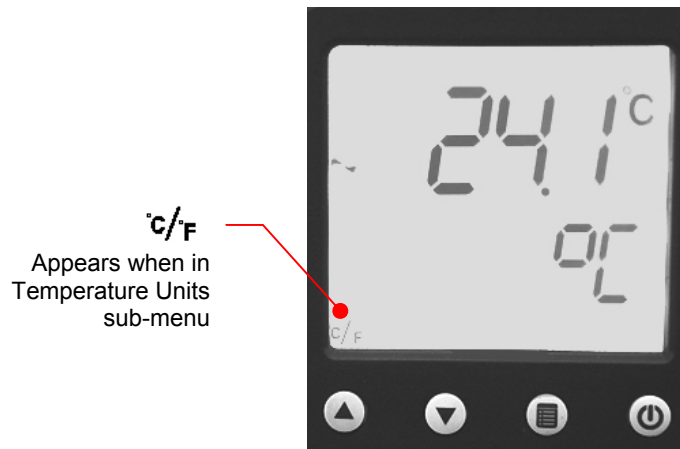 24.1 °C
°C
°C/°F
Appears when in
Temperature Units
sub-menu
°C/F